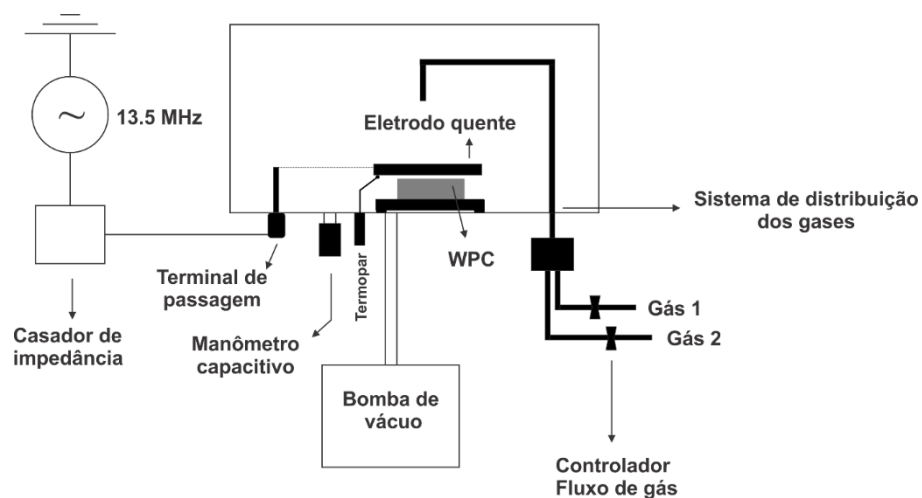 13.5 MHz
Eletrodo quente
Sistema de distribuição
dos gases
WPC
Termopar
Terminal de
passagem
Gás 1
Gás 2
Casador de
impedância
Manômetro
capacitivo
Bomba de
vácuo
Controlador
Fluxo de gás